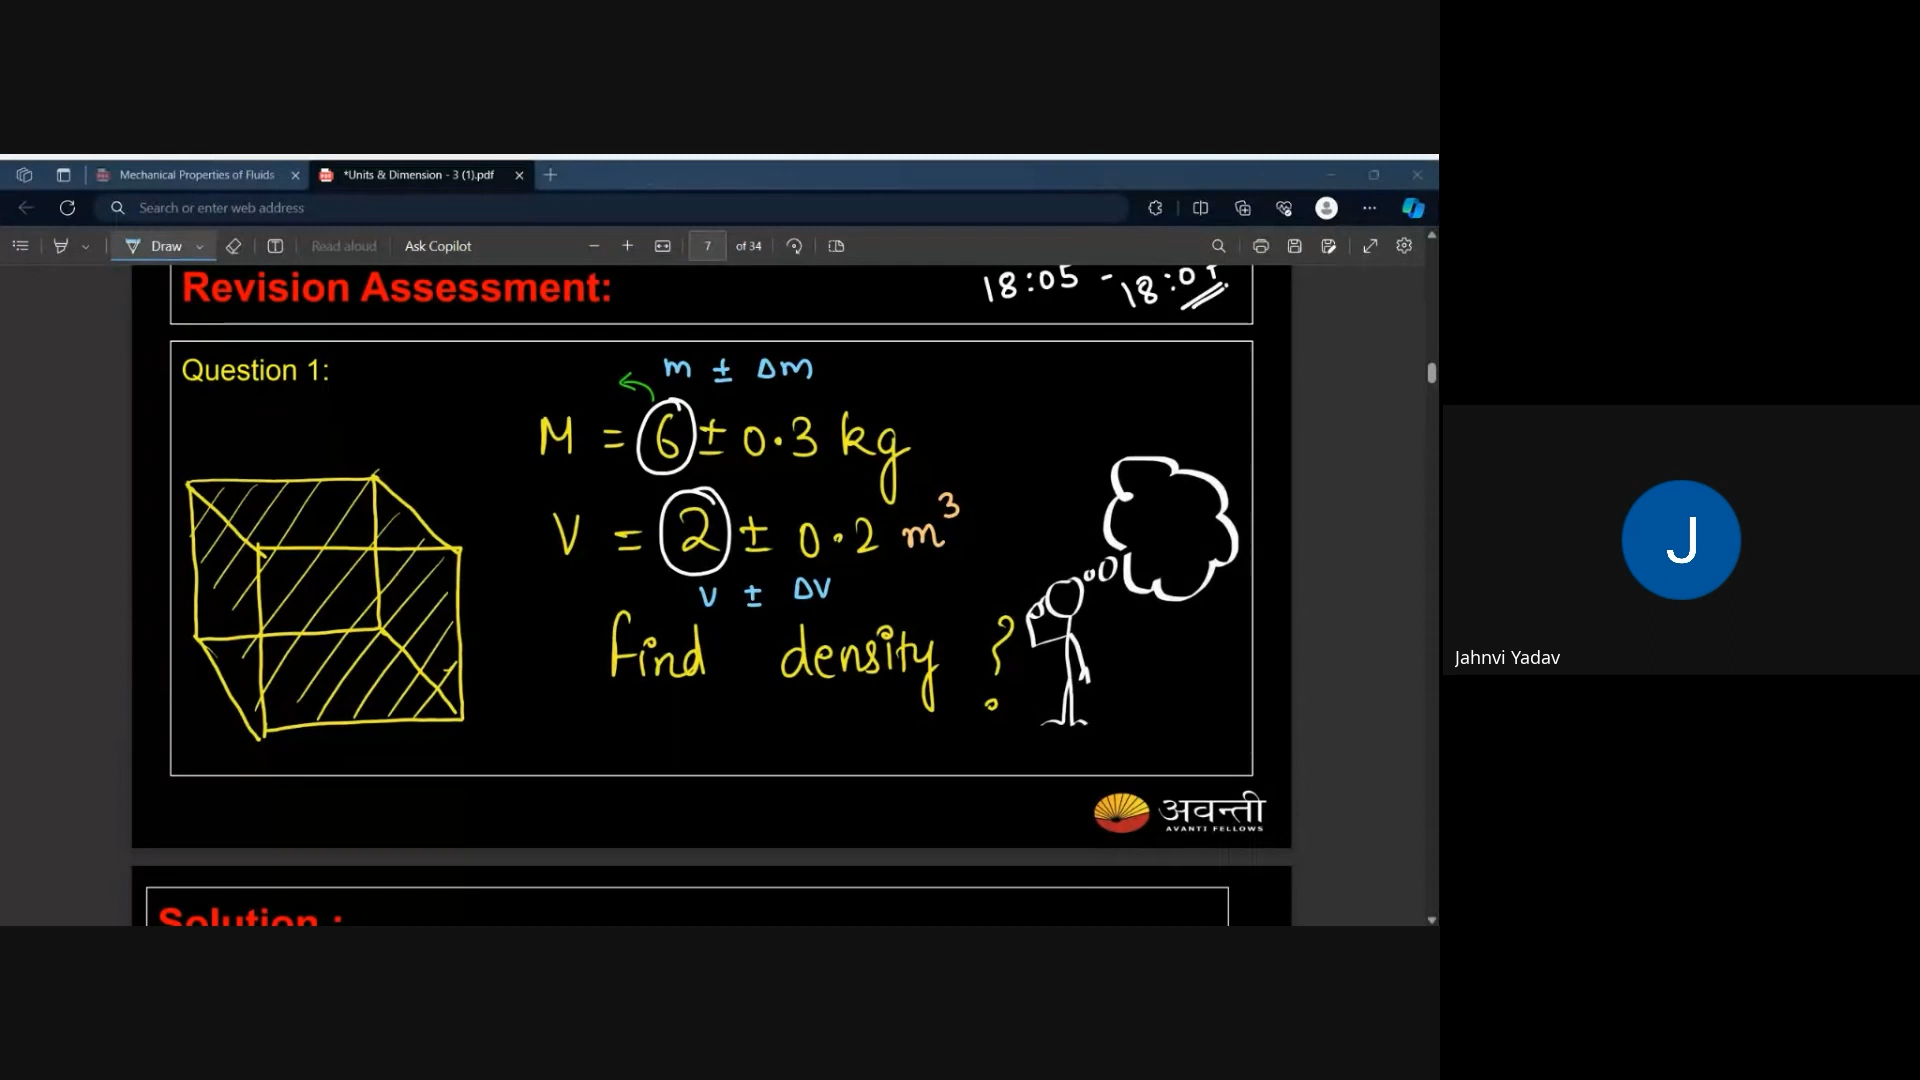 Mechanical Properties of Fluids
*Units & Dimension - 3 (1).pdf
Search or enter web address
Draw
Read aloud
Ask Copilot
7
of 34
Revision Assessment:
18:05 -
Question 1:
m ± Δm
M = 6 ± 0.3 kg
V = 2 ± 0.2 m³
V ± ΔV
find density ?
अवन्ती
AVANTI FELLOWS
Solution :
J
Jahnvi Yadav